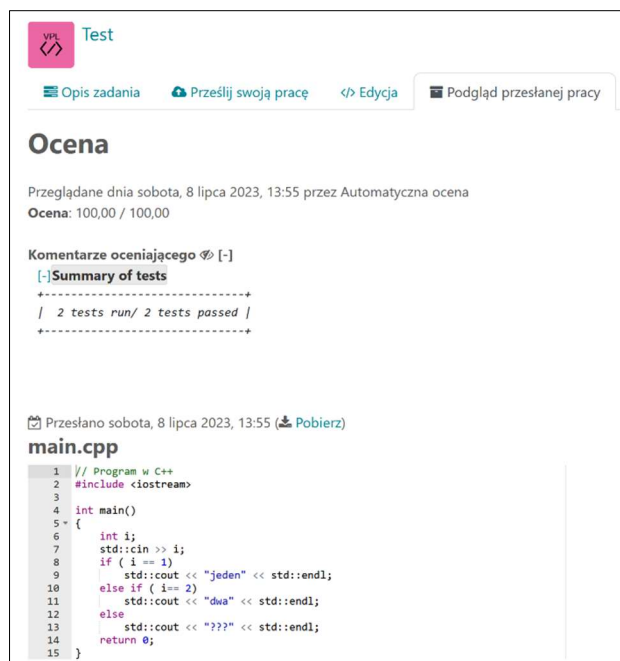 VPL
</>
Test
Opis zadania Prześlij swoją pracę </> Edycja Podgląd przesłanej pracy
Ocena
Przeglądane dnia sobota, 8 lipca 2023, 13:55 przez Automatyczna ocena
Ocena: 100,00 / 100,00
Komentarze oceniającego [-]
[-]Summary of tests
+------------------------------+
| 2 tests run/ 2 tests passed |
+------------------------------+
Przesłano sobota, 8 lipca 2023, 13:55 (Pobierz)
main.cpp
1 // Program w C++
2 #include <iostream>
3
4 int main()
5 {
6 int i;
7 std::cin >> i;
8 if ( i == 1)
9 std::cout << "jeden" << std::endl;
10 else if ( i== 2)
11 std::cout << "dwa" << std::endl;
12 else
13 std::cout << "???" << std::endl;
14 return 0;
15 }